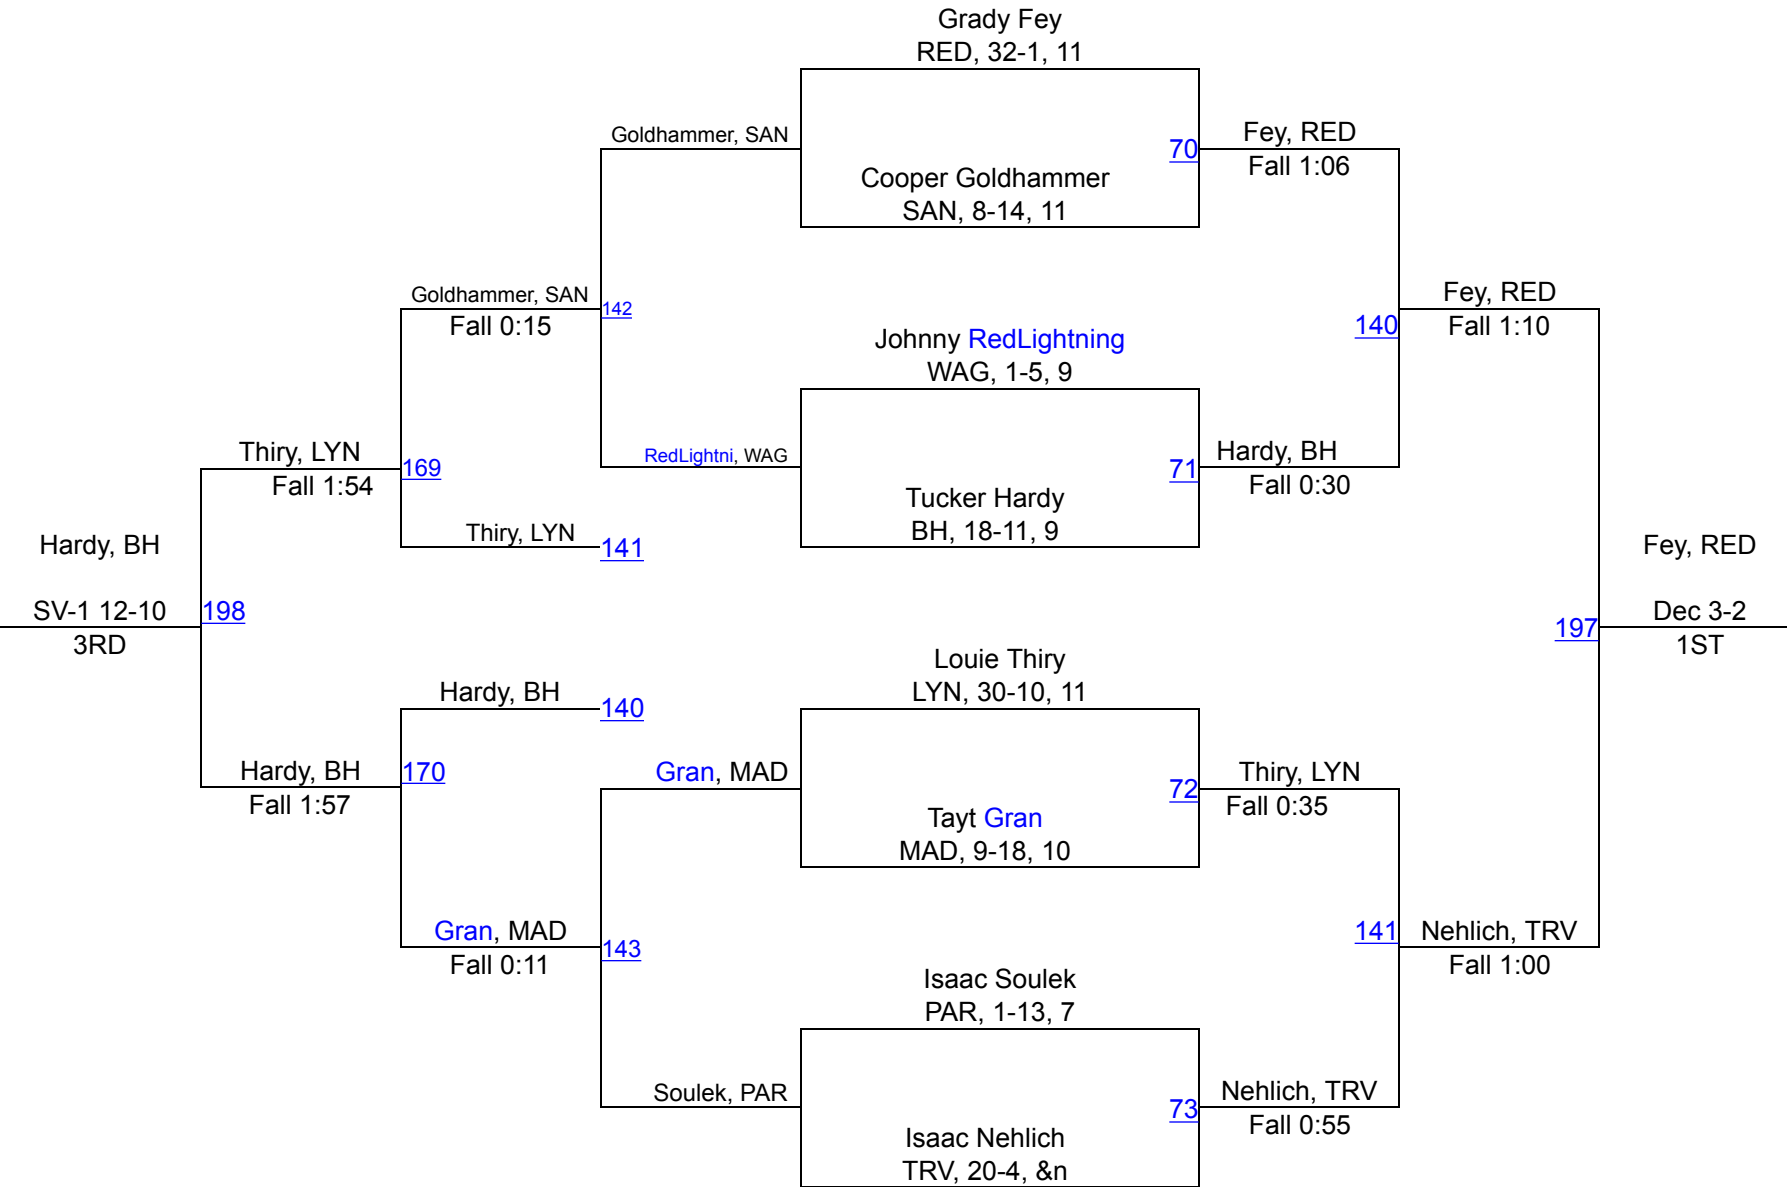 Grady Fey
RED, 32-1, 11
Goldhammer, SAN
70
Fey, RED
Fall 1:06
Cooper Goldhammer
SAN, 8-14, 11
Goldhammer, SAN
Fall 0:15
142
Johnny RedLightning
WAG, 1-5, 9
140
Fey, RED
Fall 1:10
Thiry, LYN
Fall 1:54
169
RedLightni, WAG
71
Hardy, BH
Fall 0:30
Tucker Hardy
BH, 18-11, 9
Thiry, LYN
141
Hardy, BH
SV-1 12-10
3RD
198
197
Fey, RED
Dec 3-2
1ST
Louie Thiry
LYN, 30-10, 11
Hardy, BH
140
Hardy, BH
Fall 1:57
170
Gran, MAD
72
Thiry, LYN
Fall 0:35
Tayt Gran
MAD, 9-18, 10
Gran, MAD
Fall 0:11
143
141
Nehlich, TRV
Fall 1:00
Isaac Soulek
PAR, 1-13, 7
Soulek, PAR
73
Nehlich, TRV
Fall 0:55
Isaac Nehlich
TRV, 20-4, &n